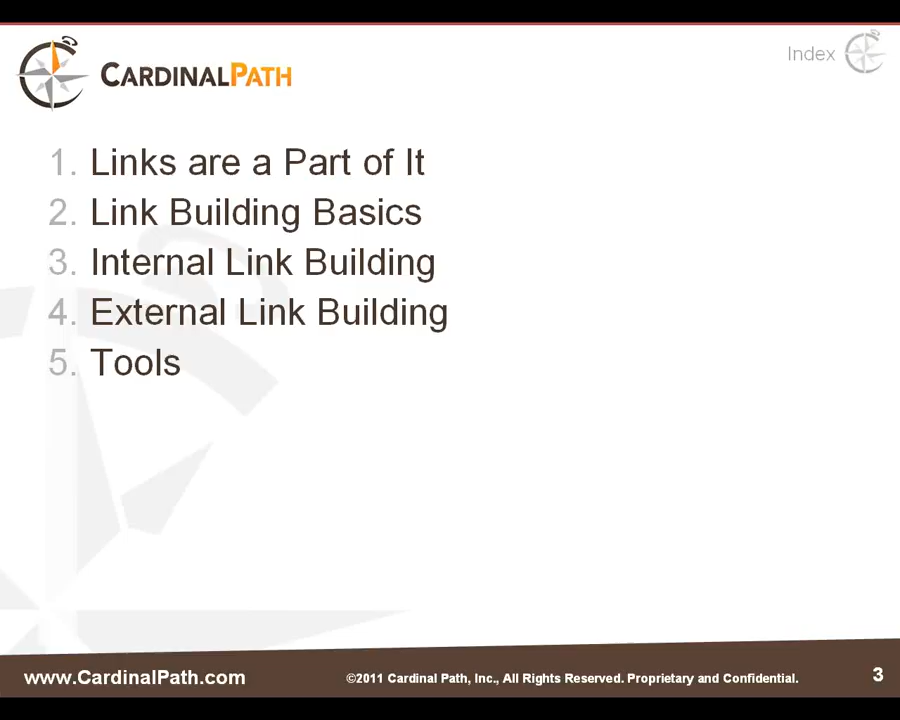 CARDINALPATH
Index
1. Links are a Part of It
2. Link Building Basics
3. Internal Link Building
4. External Link Building
5. Tools
www.CardinalPath.com
©2011 Cardinal Path, Inc., All Rights Reserved. Proprietary and Confidential.
3